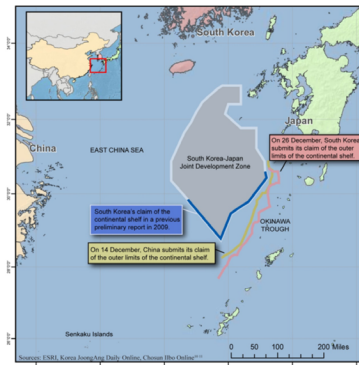 South Korea
Japan
On 26 December, South Korea
submits its claim of the outer
limits of the continental shelf.
China
EAST CHINA SEA
South Korea-Japan
Joint Development Zone
South Korea's claim of the
continental shelf in a previous
preliminary report in 2009.
OKINAWA
TROUGH
On 14 December, China submits its claim
of the outer limits of the continental shelf.
Senkaku Islands
0 50 100 200 Miles
Sources: ESRI, Korea JoongAng Daily Online, Chosun Ilbo Online